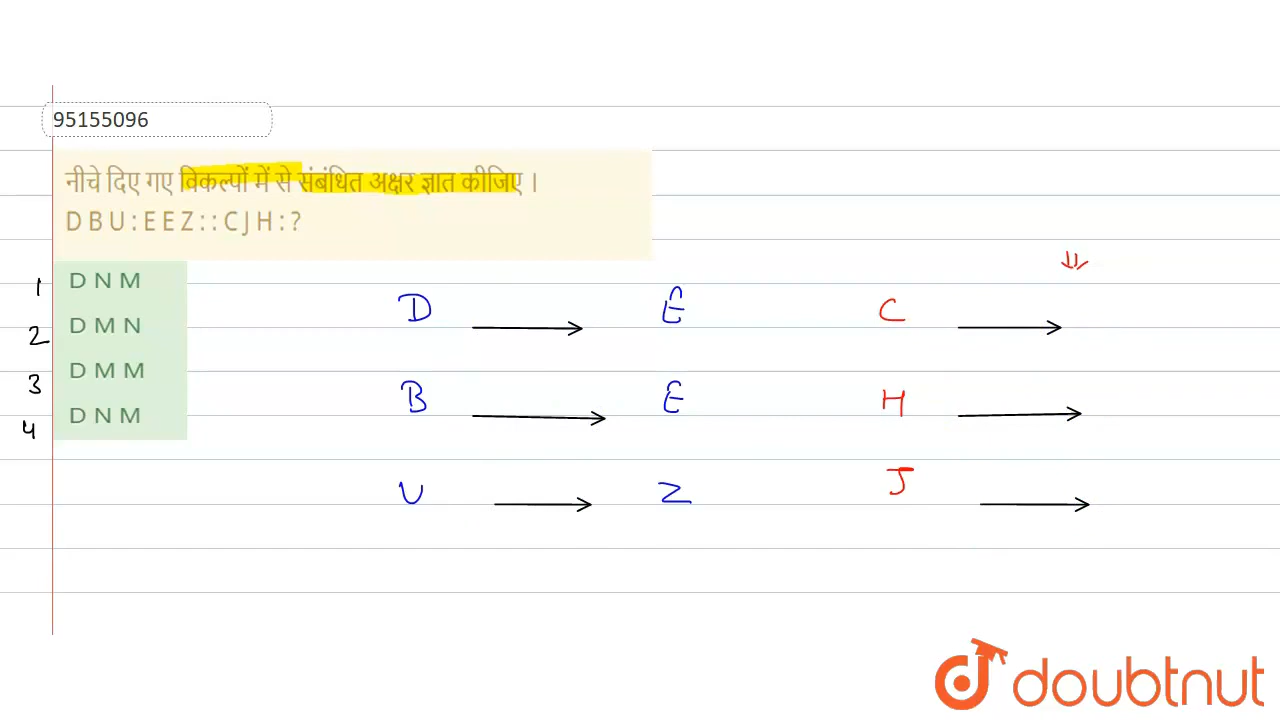 95155096
नीचे दिए गए विकल्पों में से संबंधित अक्षर ज्ञात कीजिए ।
D B U : E E Z : : C J H : ?
1 D N M
2 D M N
3 D M M
4 D N M
D E C
B E H
U Z J
doubtnut